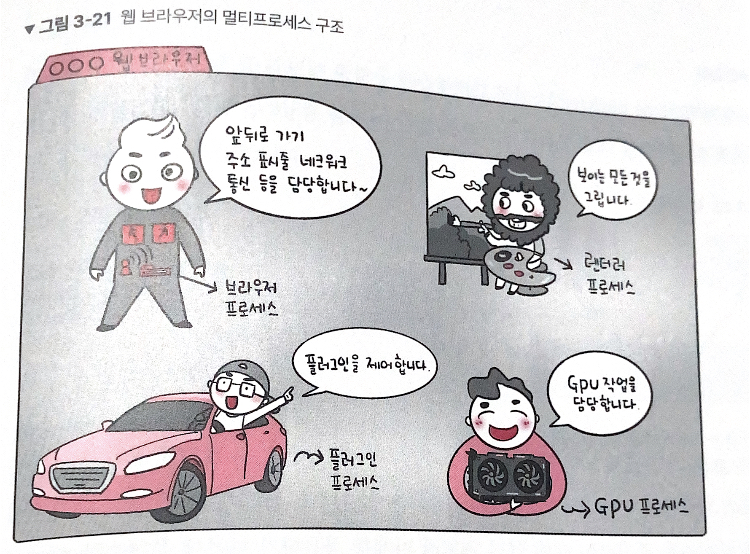 ▼ 그림 3-21 웹 브라우저의 멀티프로세스 구조
웹 브라우저
앞뒤로 가기
주소 표시줄 네트워크
통신 등을 담당합니다~
브라우저
프로세스
보이는 모든 것을
그립니다.
렌더러
프로세스
플러그인을 제어합니다.
플러그인
프로세스
GPU 작업을
담당합니다.
GPU 프로세스